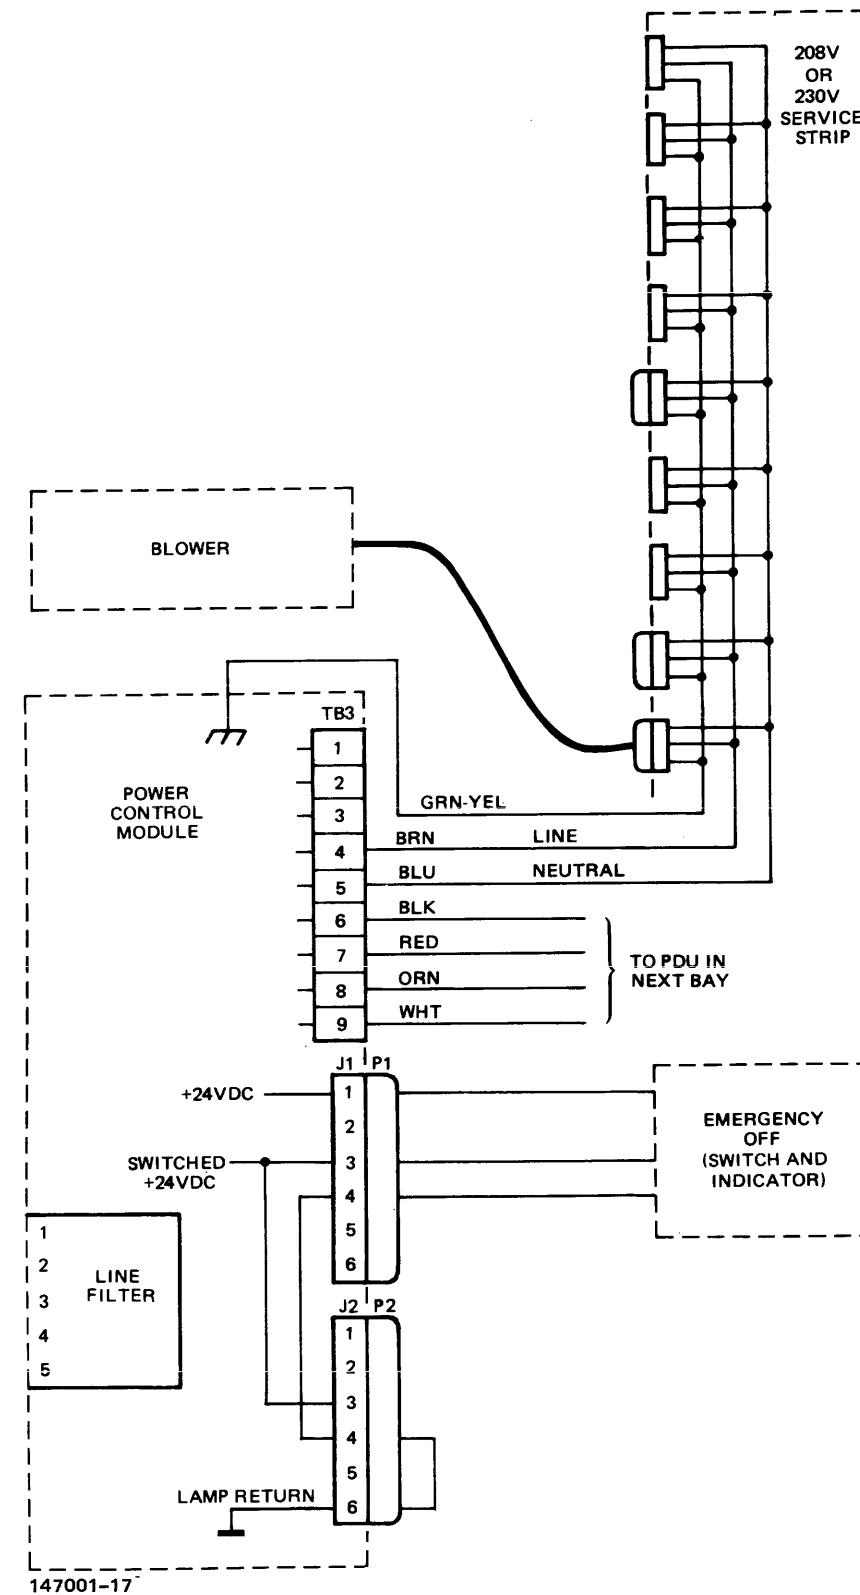 208V
OR
230V
SERVICE
STRIP
BLOWER
TB3
1
2
3
4
5
6
7
8
9
POWER
CONTROL
MODULE
GRN-YEL
BRN LINE
BLU NEUTRAL
BLK
RED
ORN
WHT
TO PDU IN
NEXT BAY
J1 P1
+24VDC
1
2
SWITCHED
+24VDC
3
4
5
6
EMERGENCY
OFF
(SWITCH AND
INDICATOR)
1
2
3
4
5
LINE
FILTER
J2 P2
1
2
3
4
5
6
LAMP RETURN
147001-17